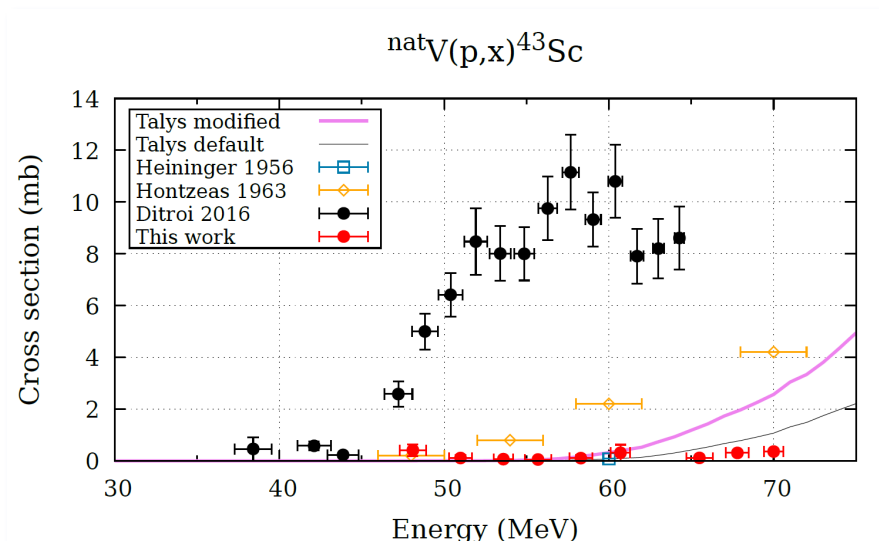 natV(p,x)43Sc
Cross section (mb)
14
12
10
8
6
4
2
0
Talys modified
Talys default
Heininger 1956
Hontzeas 1963
Ditroi 2016
This work
30 40 50 60 70
Energy (MeV)